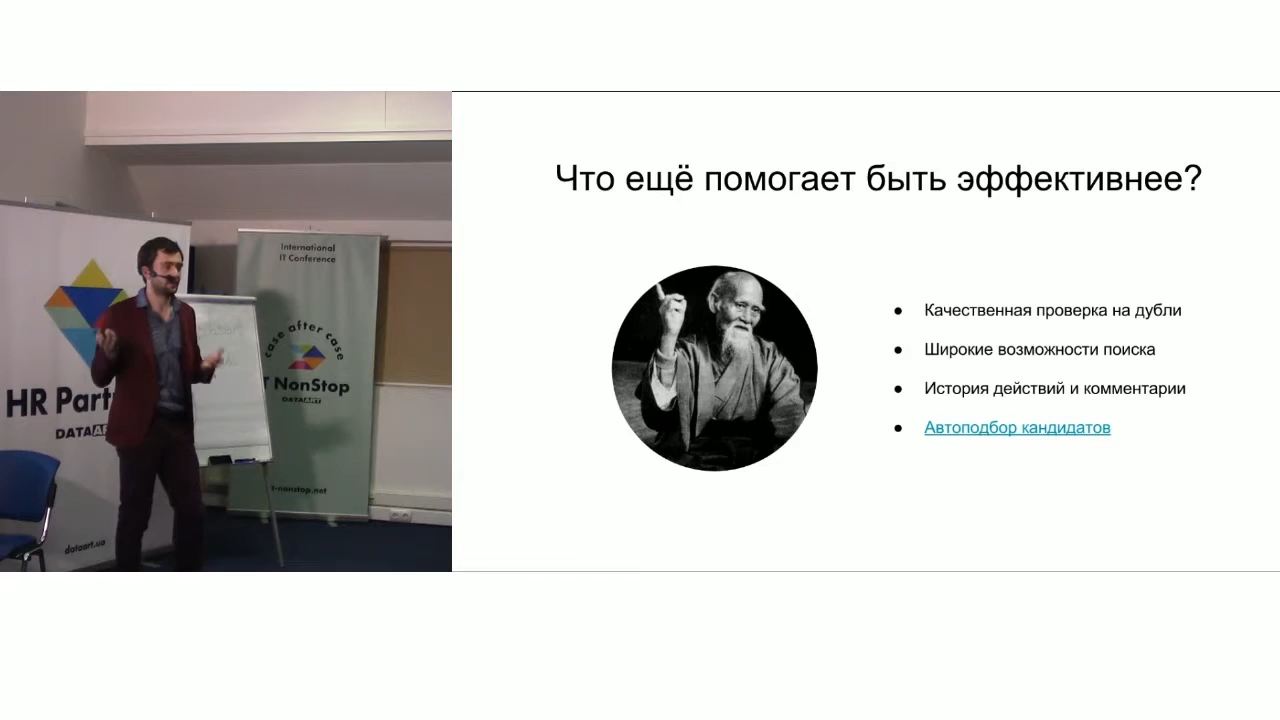 International
IT Conference
case after case
T NonStop
DATAART
t-nonstop.net
HR Part
DATAAR
dataart.ua
Что ещё помогает быть эффективнее?
● Качественная проверка на дубли
● Широкие возможности поиска
● История действий и комментарии
● Автоподбор кандидатов